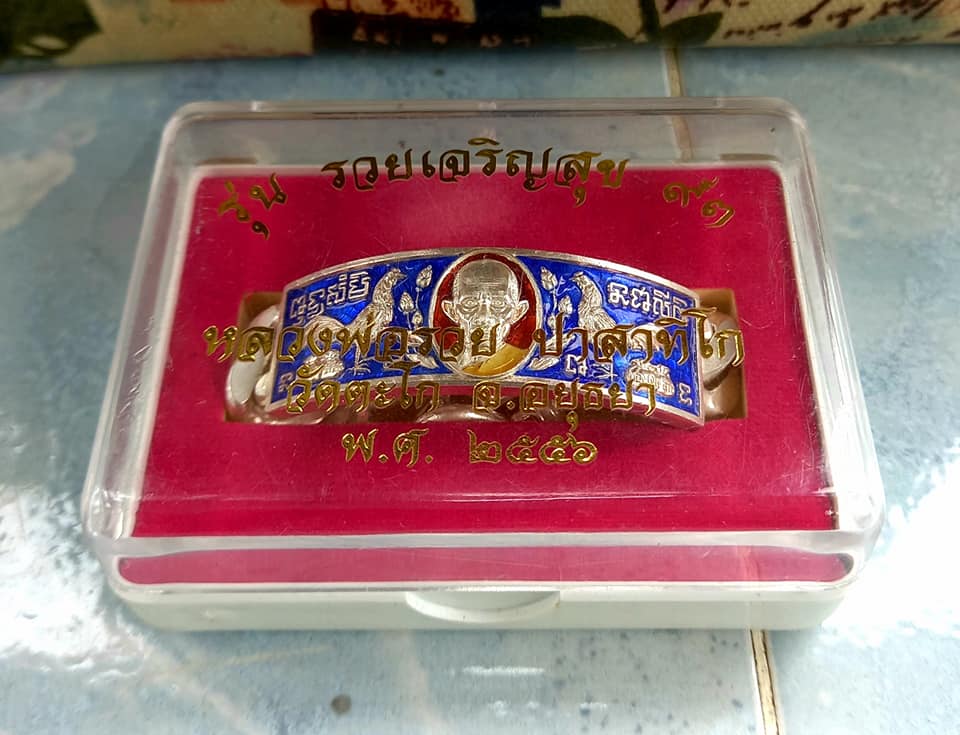 รุ่น รวยเจริญสุข ๙๓
หลวงพ่อรวย ปาสาทิโก
วัดตะโก อ.อยุธยา
พ.ศ. ๒๕๕๖